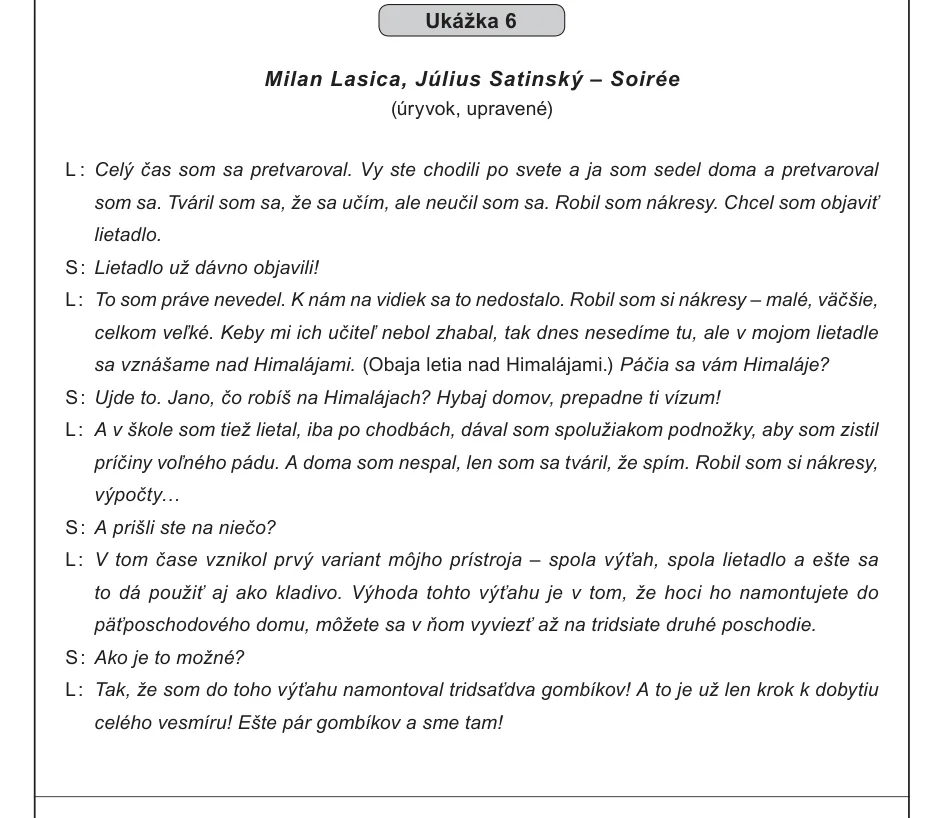 Ukážka 6
Milan Lasica, Július Satinský – Soirée
(úryvok, upravené)
L: Celý čas som sa pretvaroval. Vy ste chodili po svete a ja som sedel doma a pretvaroval
som sa. Tváril som sa, že sa učím, ale neučil som sa. Robil som nákresy. Chcel som objaviť
lietadlo.
S: Lietadlo už dávno objavili!
L: To som práve nevedel. K nám na vidiek sa to nedostalo. Robil som si nákresy – malé, väčšie,
celkom veľké. Keby mi ich učiteľ nebol zhabal, tak dnes nesedíme tu, ale v mojom lietadle
sa vznášame nad Himalájami. (Obaja letia nad Himalájami.) Páčia sa vám Himaláje?
S: Ujde to. Jano, čo robíš na Himalájach? Hybaj domov, prepadne ti vízum!
L: A v škole som tiež lietal, iba po chodbách, dával som spolužiakom podnožky, aby som zistil
príčiny voľného pádu. A doma som nespal, len som sa tváril, že spím. Robil som si nákresy,
výpočty…
S: A prišli ste na niečo?
L: V tom čase vznikol prvý variant môjho prístroja – spola výťah, spola lietadlo a ešte sa
to dá použiť aj ako kladivo. Výhoda tohto výťahu je v tom, že hoci ho namontujete do
päťposchodového domu, môžete sa v ňom vyviezť až na tridsiate druhé poschodie.
S: Ako je to možné?
L: Tak, že som do toho výťahu namontoval tridsaťdva gombíkov! A to je už len krok k dobytiu
celého vesmíru! Ešte pár gombíkov a sme tam!